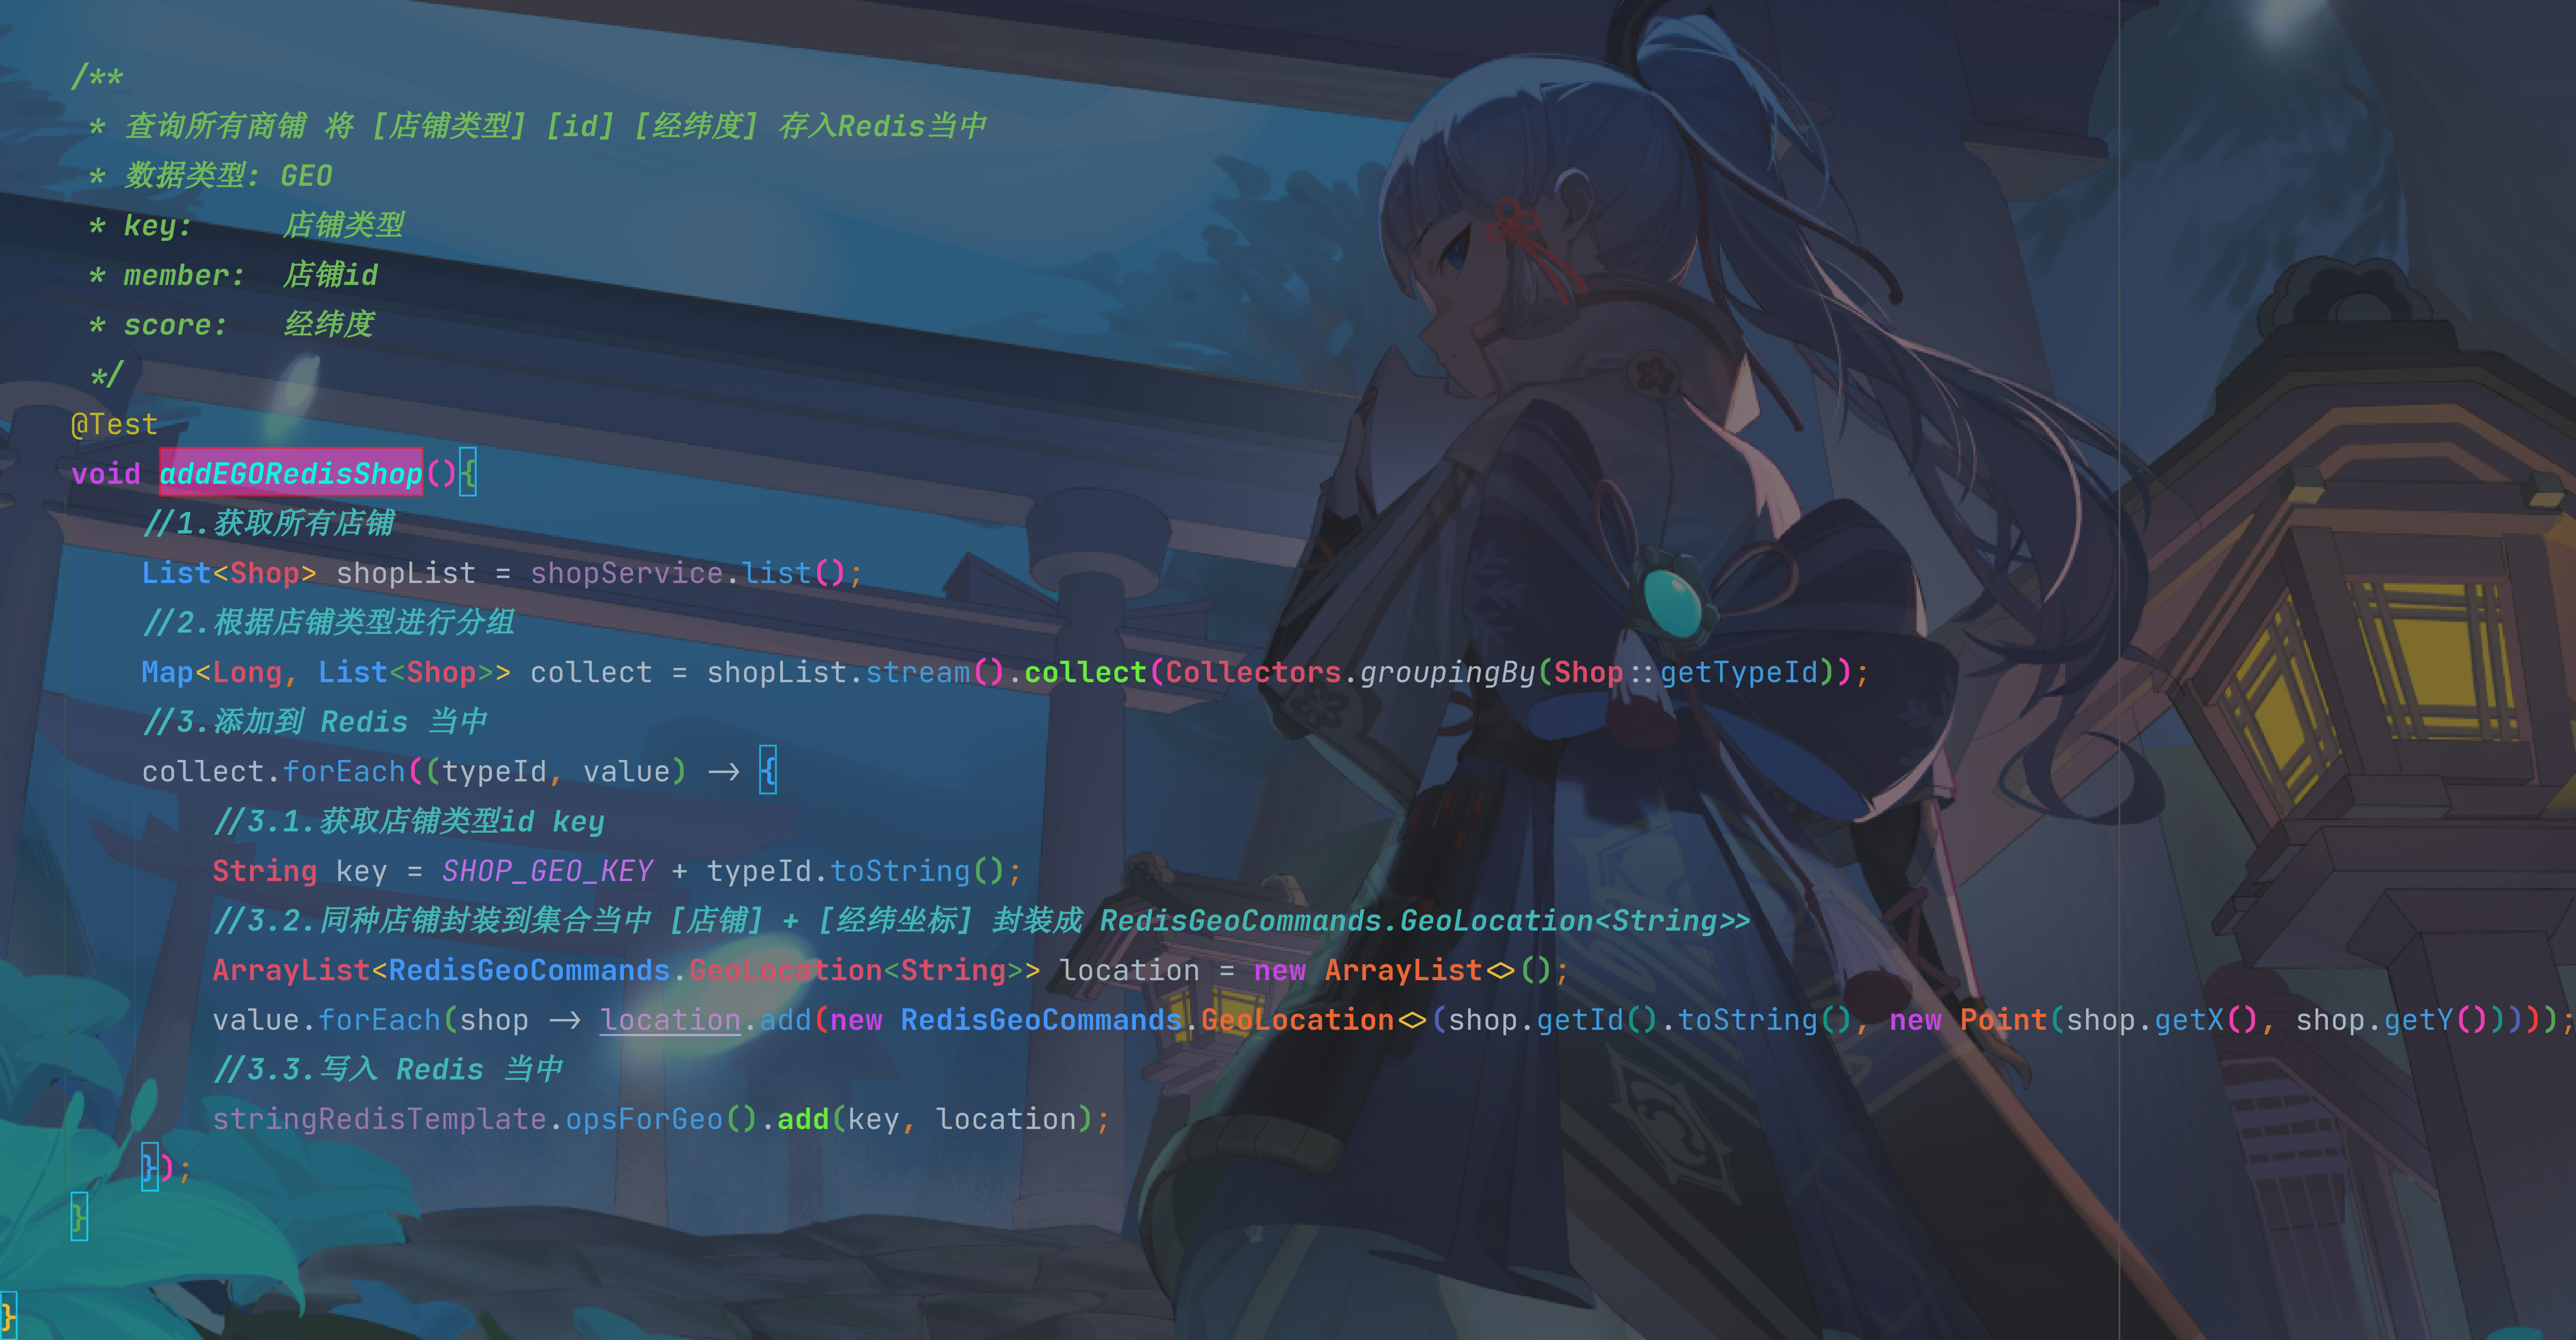 /**
 * 查询所有商铺 将 [店铺类型] [id] [经纬度] 存入Redis当中
 * 数据类型: GEO
 * key:     店铺类型
 * member:  店铺id
 * score:   经纬度
 */
@Test
void addEGORedisShop(){
    //1.获取所有店铺
    List<Shop> shopList = shopService.list();
    //2.根据店铺类型进行分组
    Map<Long, List<Shop>> collect = shopList.stream().collect(Collectors.groupingBy(Shop::getTypeId));
    //3.添加到 Redis 当中
    collect.forEach((typeId, value) -> {
        //3.1.获取店铺类型id key
        String key = SHOP_GEO_KEY + typeId.toString();
        //3.2.同种店铺封装到集合当中 [店铺] + [经纬坐标] 封装成 RedisGeoCommands.GeoLocation<String>>
        ArrayList<RedisGeoCommands.GeoLocation<String>> location = new ArrayList<>();
        value.forEach(shop -> location.add(new RedisGeoCommands.GeoLocation<>(shop.getId().toString(), new Point(shop.getX(), shop.getY()))));
        //3.3.写入 Redis 当中
        stringRedisTemplate.opsForGeo().add(key, location);
    });
}
}